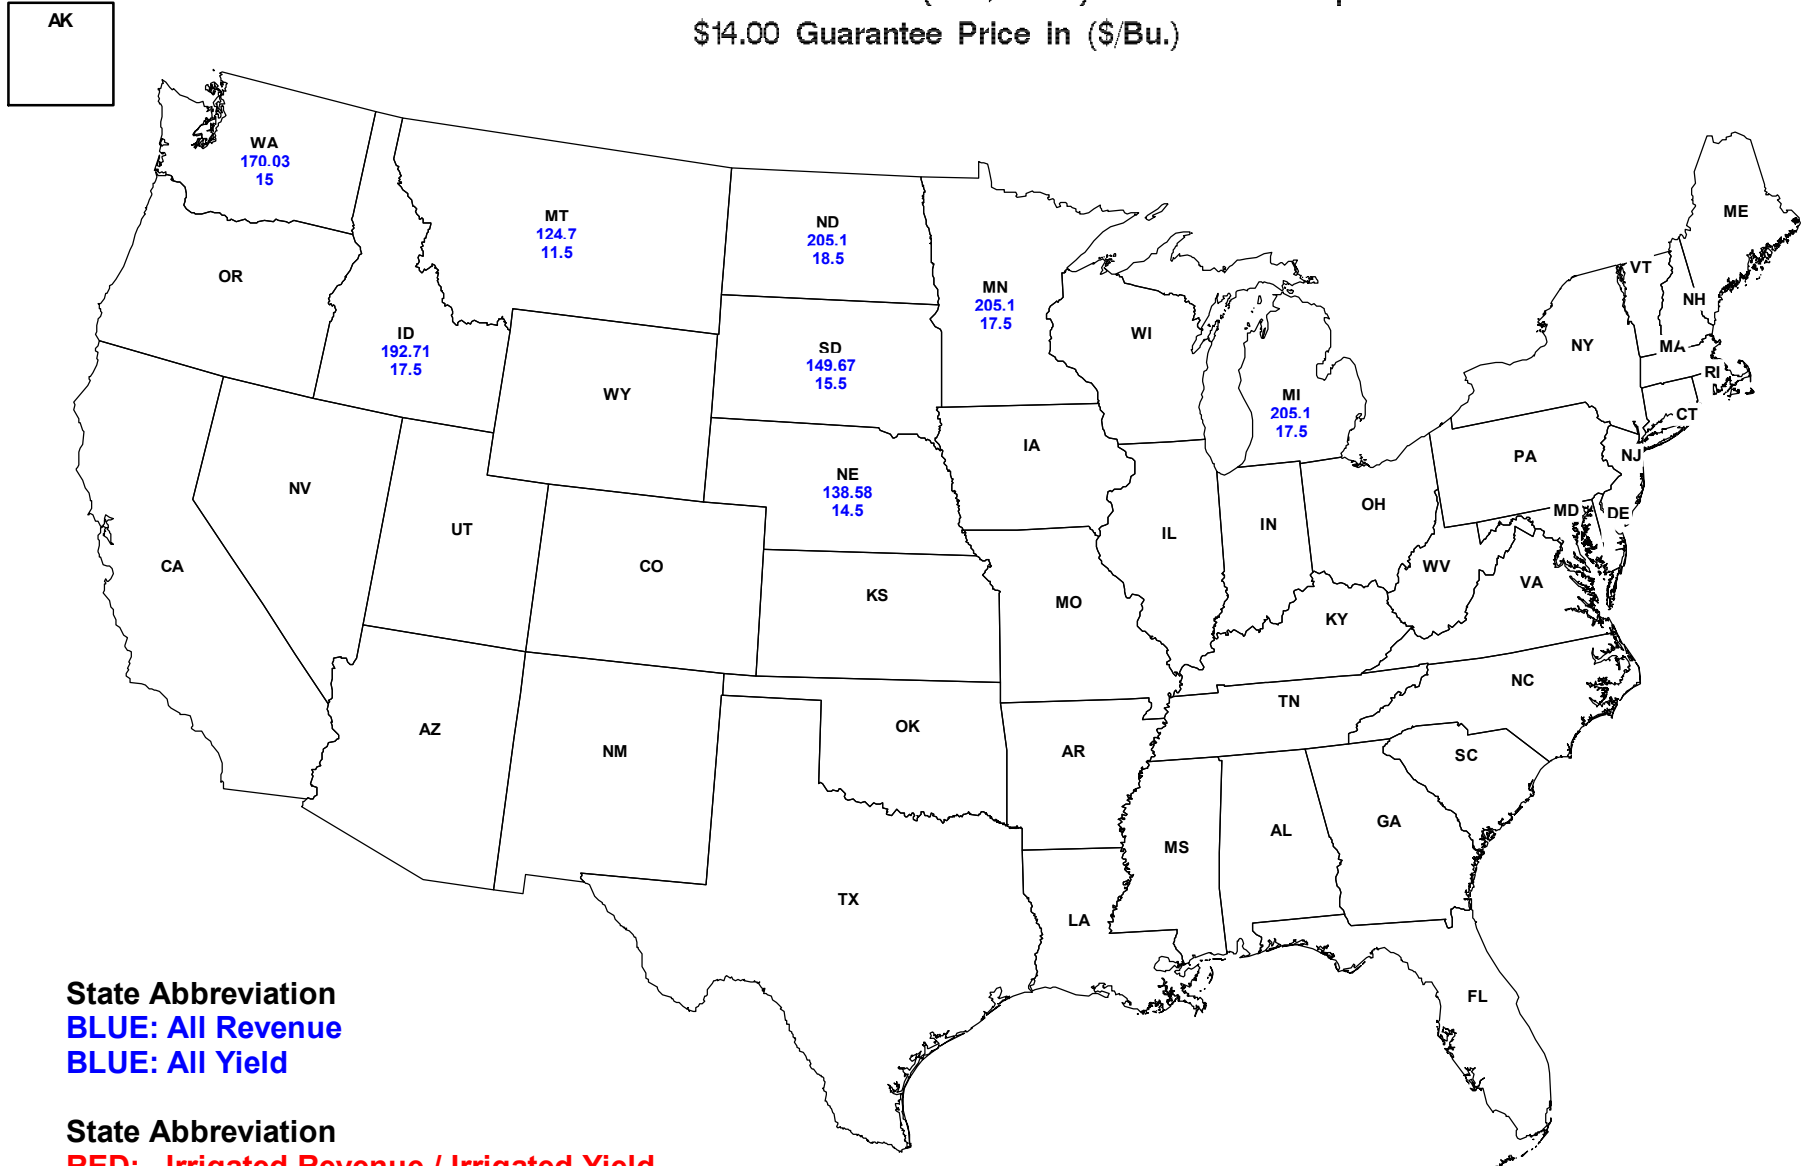 AK
$14.00 Guarantee Price in ($/Bu.)
WA
170.03
15
MT
124.7
11.5
ND
205.1
18.5
MN
205.1
17.5
OR
ID
192.71
17.5
WY
SD
149.67
15.5
WI
MI
205.1
17.5
ME
VT
NH
NY
MA
RI
CT
NV
UT
NE
138.58
14.5
IA
PA
NJ
CA
CO
KS
MO
IL
IN
OH
MD
DE
WV
VA
KY
AZ
NM
OK
AR
TN
NC
SC
TX
LA
MS
AL
GA
FL
State Abbreviation
BLUE: All Revenue
BLUE: All Yield
State Abbreviation
RED: Irrigated Revenue / Irrigated Yield